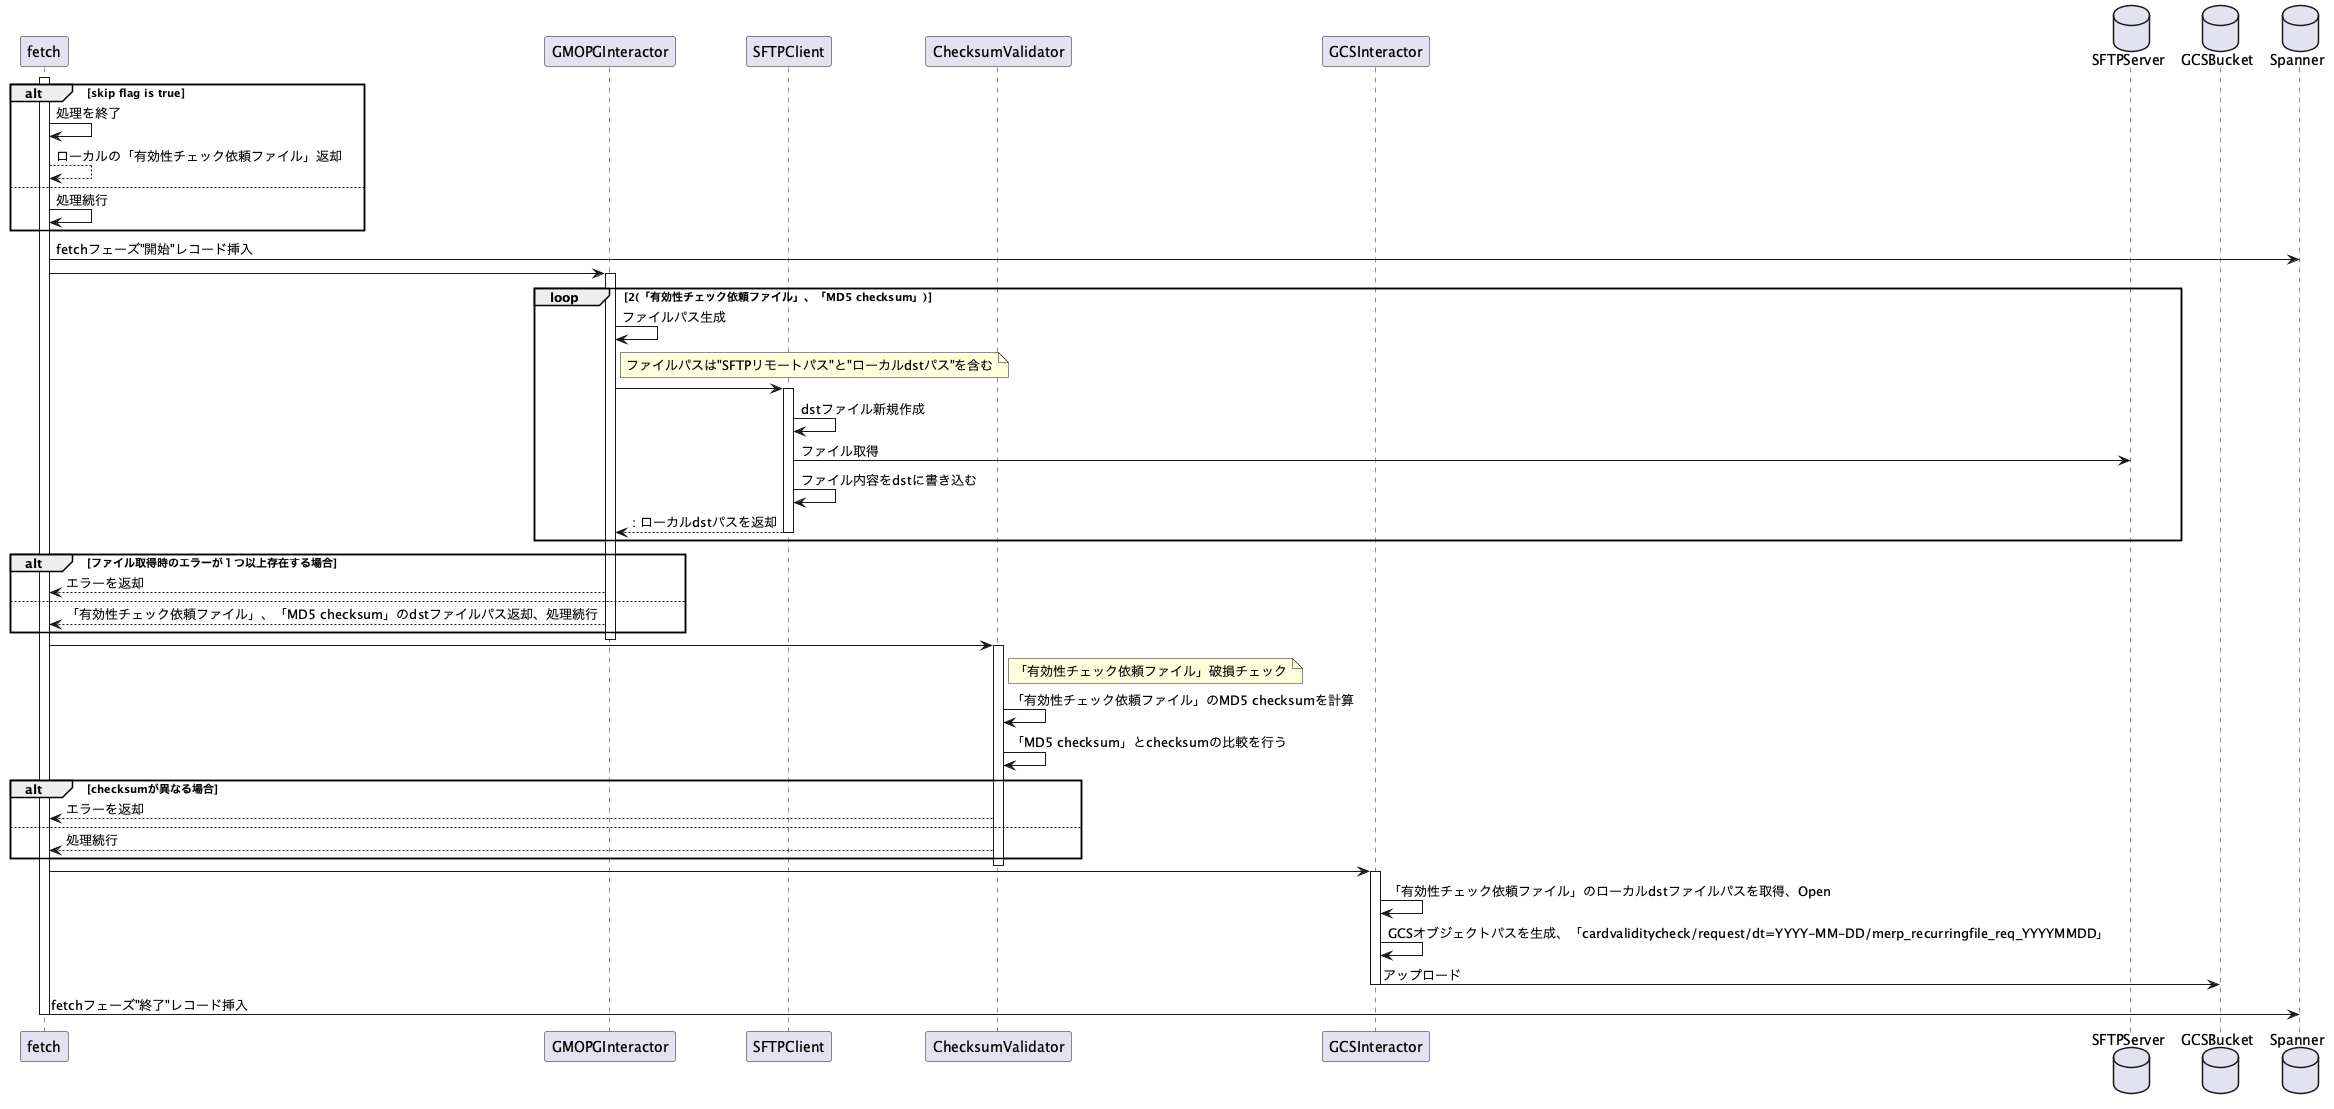 fetch
GMOPGInteractor
SFTPClient
ChecksumValidator
GCSInteractor
SFTPServer
GCSBucket
Spanner
alt
[skip flag is true]
処理を終了
ローカルの「有効性チェック依頼ファイル」返却
処理続行
fetchフェーズ"開始"レコード挿入
loop
[2(「有効性チェック依頼ファイル」、「MD5 checksum」)]
ファイルパス生成
ファイルパスは"SFTPリモートパス"と"ローカルdstパス"を含む
dstファイル新規作成
ファイル取得
ファイル内容をdstに書き込む
: ローカルdstパスを返却
alt
[ファイル取得時のエラーが１つ以上存在する場合]
エラーを返却
「有効性チェック依頼ファイル」、「MD5 checksum」のdstファイルパス返却、処理続行
「有効性チェック依頼ファイル」破損チェック
「有効性チェック依頼ファイル」のMD5 checksumを計算
「MD5 checksum」とchecksumの比較を行う
alt
[checksumが異なる場合]
エラーを返却
処理続行
「有効性チェック依頼ファイル」のローカルdstファイルパスを取得、Open
GCSオブジェクトパスを生成、「cardvaliditycheck/request/dt=YYYY-MM-DD/merp_recurringfile_req_YYYYMMDD」
アップロード
fetchフェーズ"終了"レコード挿入
fetch
GMOPGInteractor
SFTPClient
ChecksumValidator
GCSInteractor
SFTPServer
GCSBucket
Spanner